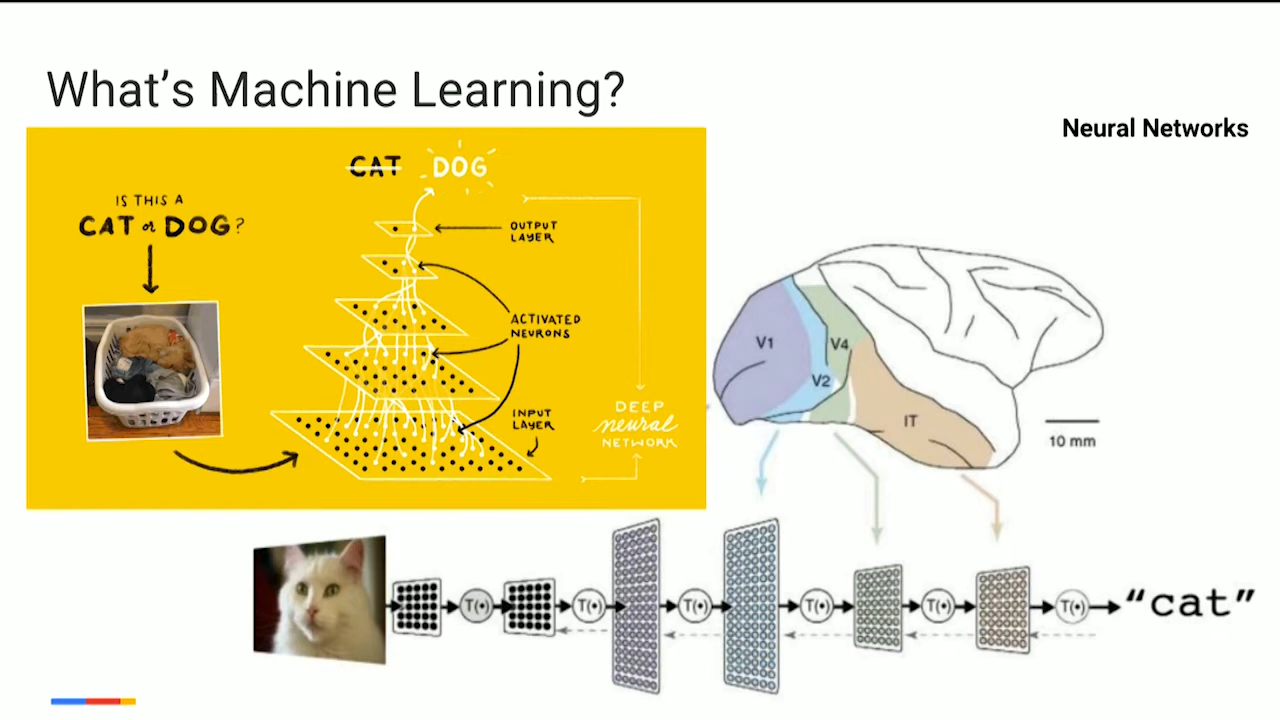 What's Machine Learning?
Neural Networks
IS THIS A
CAT or DOG?
CAT DOG
OUTPUT
LAYER
ACTIVATED
NEURONS
INPUT
LAYER
DEEP
neural
NETWORK
V1
V2
V4
IT
10 mm
T(•)
T(•)
T(•)
T(•)
T(•)
T(•)
"cat"